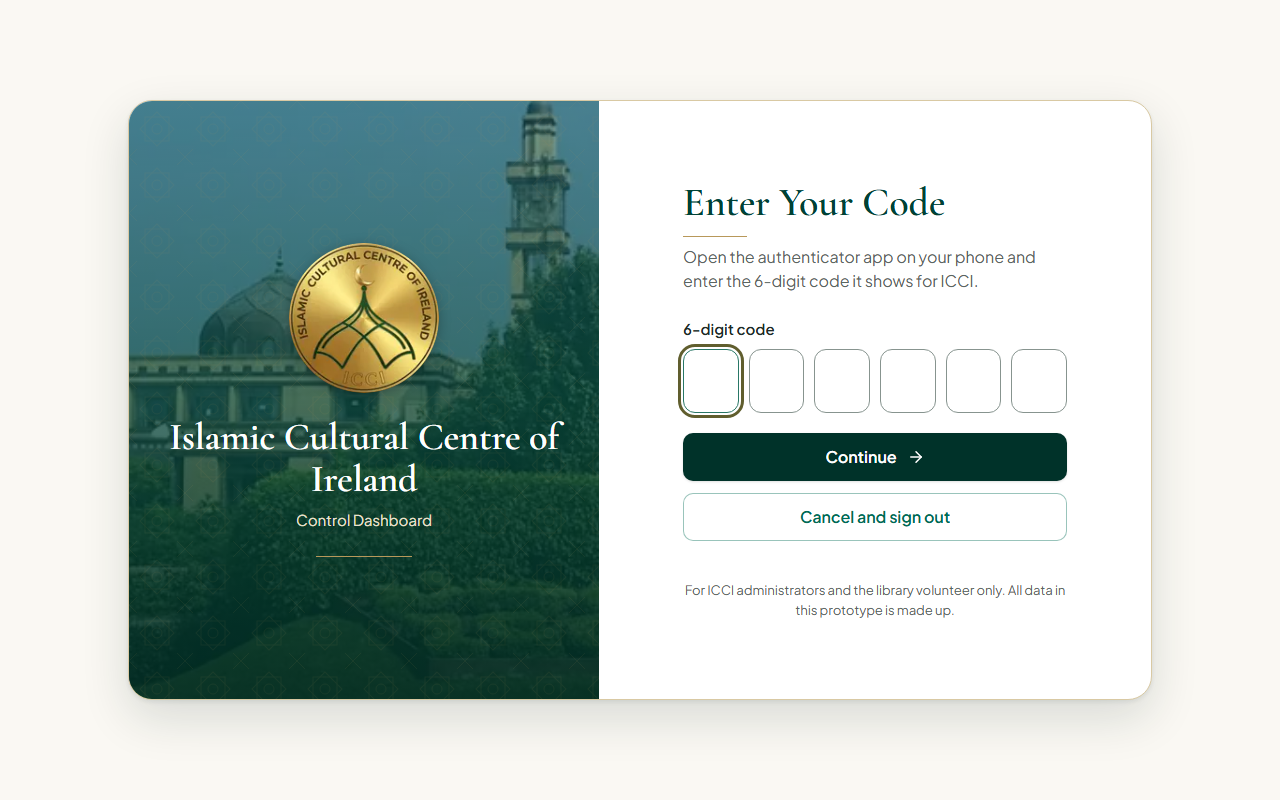 ISLAMIC CULTURAL CENTRE OF IRELAND
ICCI
Islamic Cultural Centre of
Ireland
Control Dashboard
Enter Your Code
Open the authenticator app on your phone and
enter the 6-digit code it shows for ICCI.
6-digit code
Continue
Cancel and sign out
For ICCI administrators and the library volunteer only. All data in
this prototype is made up.